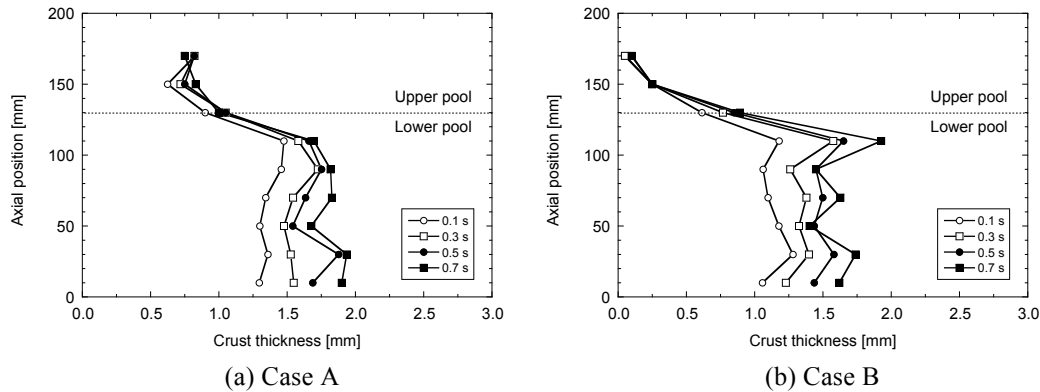 200
150
100
50
0
Axial position [mm]
Upper pool
Lower pool
0.1 s
0.3 s
0.5 s
0.7 s
0.0 0.5 1.0 1.5 2.0 2.5 3.0
Crust thickness [mm]
(a) Case A
200
150
100
50
0
Axial position [mm]
Upper pool
Lower pool
0.1 s
0.3 s
0.5 s
0.7 s
0.0 0.5 1.0 1.5 2.0 2.5 3.0
Crust thickness [mm]
(b) Case B